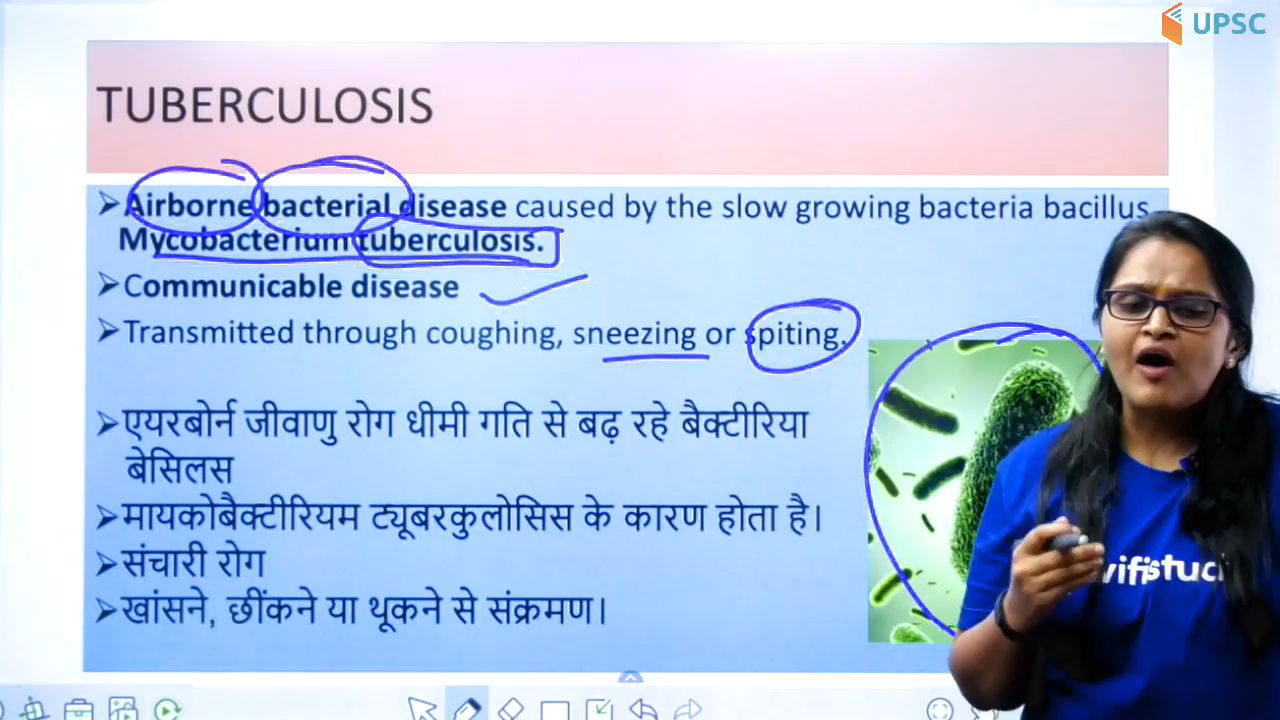 UPSC
TUBERCULOSIS
➢Airborne bacterial disease caused by the slow growing bacteria bacillus
Mycobacterium tuberculosis.
➢Communicable disease
➢Transmitted through coughing, sneezing or spiting.
➢एयरबोर्न जीवाणु रोग धीमी गति से बढ़ रहे बैक्टीरिया
बेसिलस
➢मायकोबैक्टीरियम ट्यूबरकुलोसिस के कारण होता है।
➢संचारी रोग
➢खांसने, छींकने या थूकने से संक्रमण।